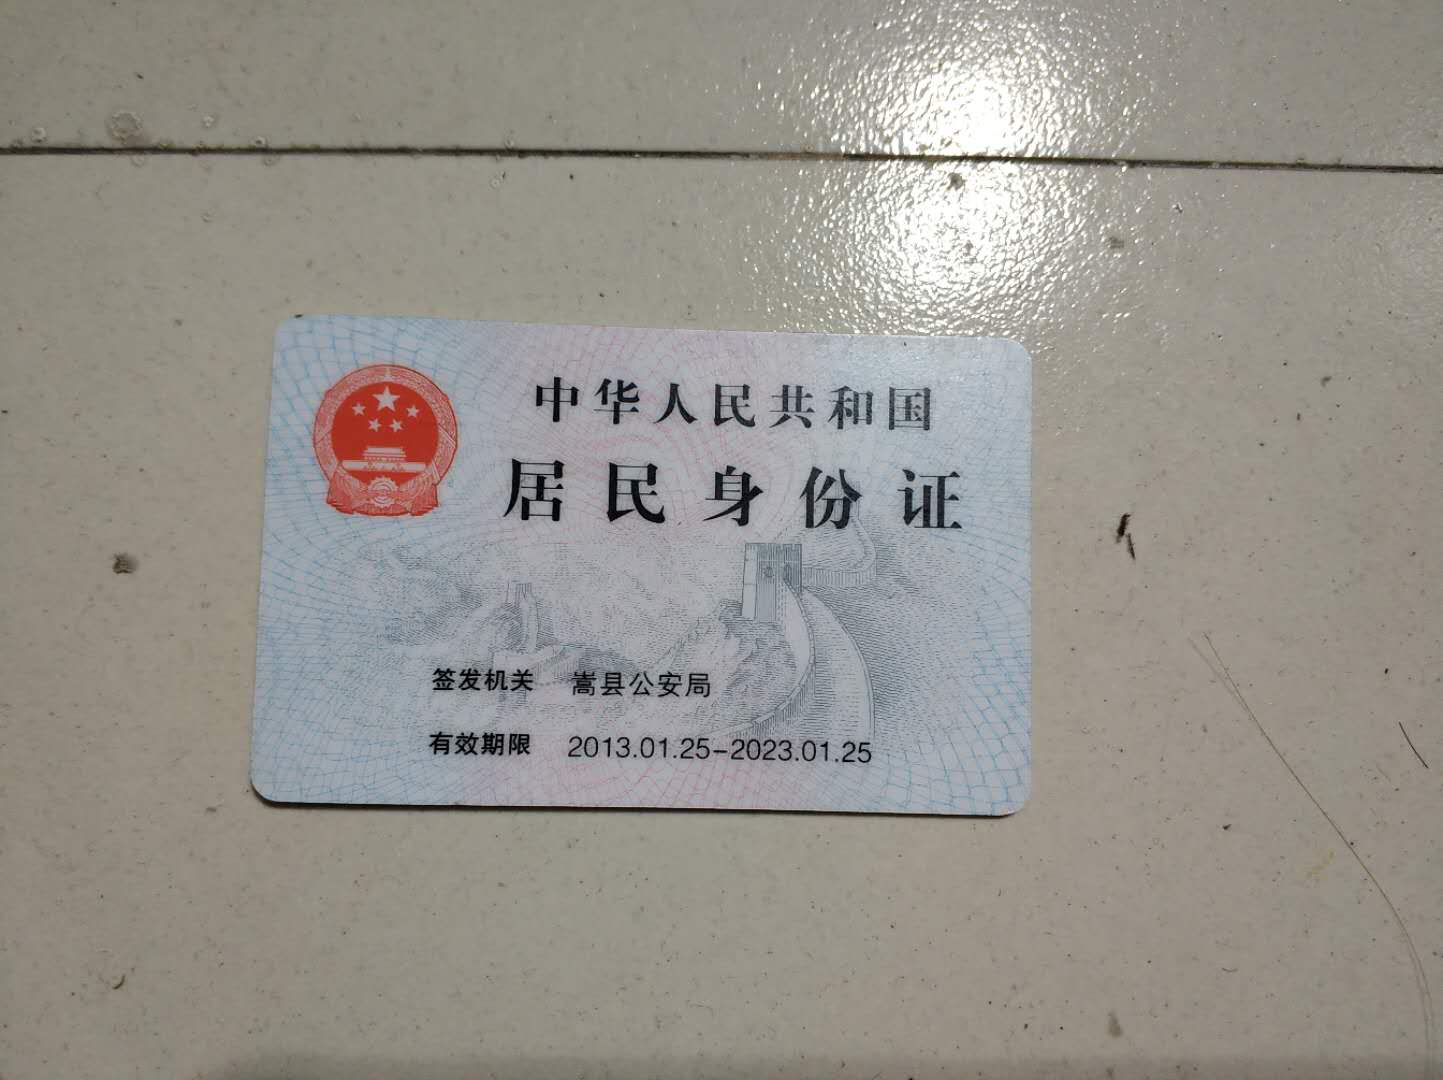 中华人民共和国
居民身份证
签发机关 嵩县公安局
有效期限 2013.01.25-2023.01.25